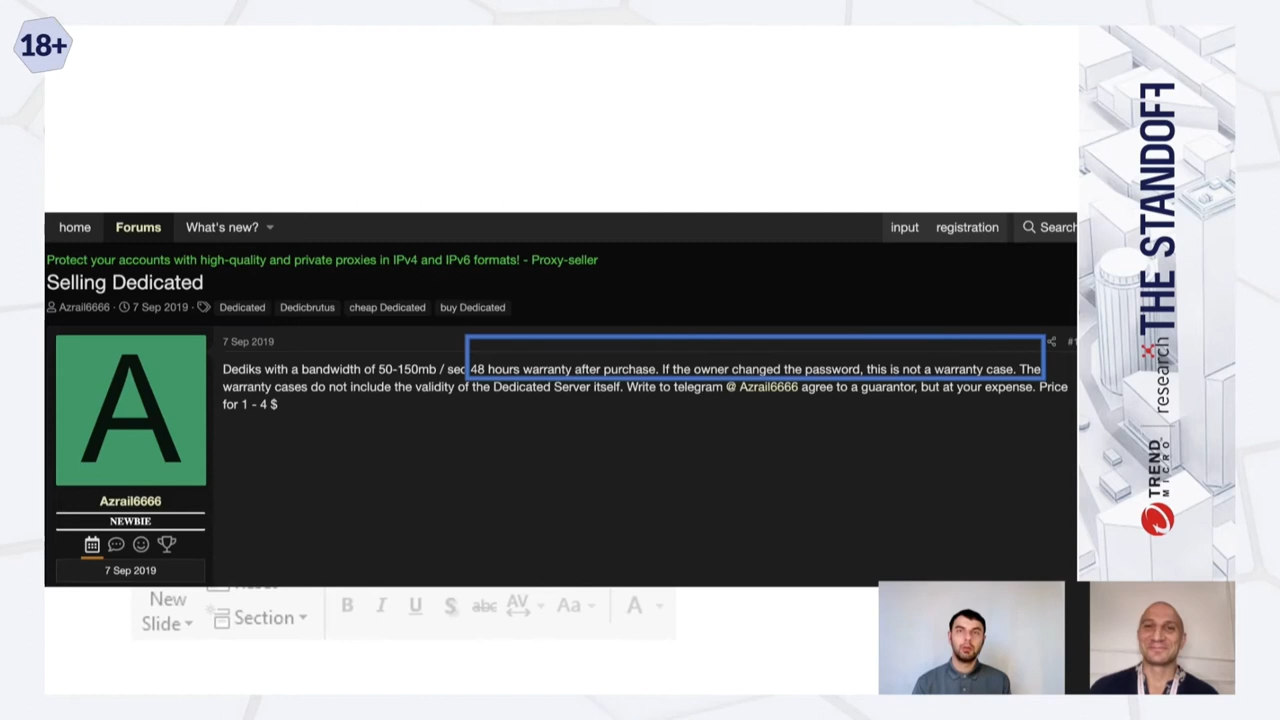 18+
home Forums What's new? input registration Search
Protect your accounts with high-quality and private proxies in IPv4 and IPv6 formats! - Proxy-seller
Selling Dedicated
Azrail6666 · 7 Sep 2019 · Dedicated Dedicbrutus cheap Dedicated buy Dedicated
A
7 Sep 2019
Dediks with a bandwidth of 50-150mb / sec 48 hours warranty after purchase. If the owner changed the password, this is not a warranty case. The
warranty cases do not include the validity of the Dedicated Server itself. Write to telegram @ Azrail6666 agree to a guarantor, but at your expense. Price
for 1 - 4 $
Azrail6666
NEWBIE
7 Sep 2019
New
Slide
Section
B I U S abc AV Aa A
THE STANDOFF
TREND MICRO research